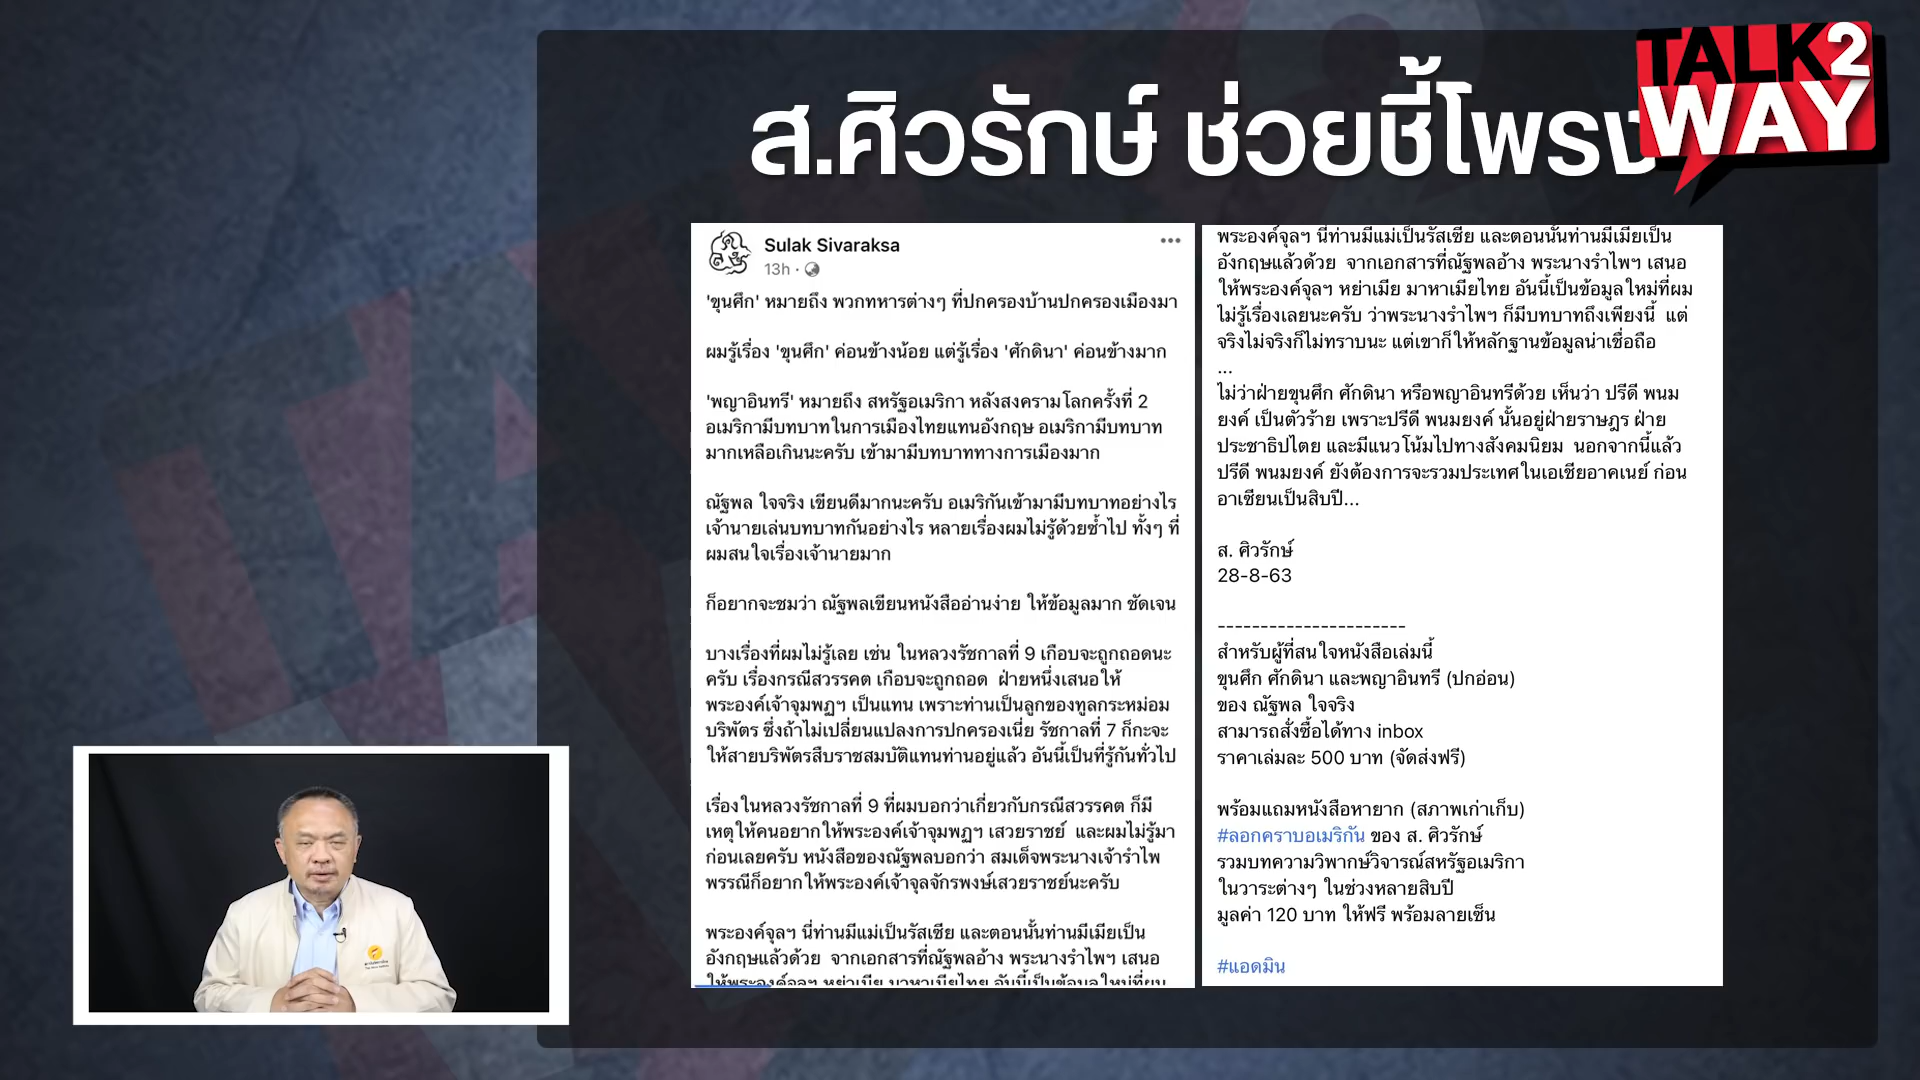 ส.ศิวรักษ์ ช่วยชี้โพรง
TALK2
WAY
Sulak Sivaraksa
13h ·
'ขุนศึก' หมายถึง พวกทหารต่างๆ ที่ปกครองบ้านปกครองเมืองมา
ผมรู้เรื่อง 'ขุนศึก' ค่อนข้างน้อย แต่รู้เรื่อง 'ศักดินา' ค่อนข้างมาก
'พญาอินทรี' หมายถึง สหรัฐอเมริกา หลังสงครามโลกครั้งที่ 2
อเมริกามีบทบาทในการเมืองไทยแทนอังกฤษ อเมริกามีบทบาท
มากเหลือเกินนะครับ เข้ามามีบทบาททางการเมืองมาก
ณัฐพล ใจจริง เขียนดีมากนะครับ อเมริกันเข้ามามีบทบาทอย่างไร
เจ้านายเล่นบทบาทกันอย่างไร หลายเรื่องผมไม่รู้ด้วยซ้ำไป ทั้งๆ ที่
ผมสนใจเรื่องเจ้านายมาก
ก็อยากจะชมว่า ณัฐพลเขียนหนังสืออ่านง่าย ให้ข้อมูลมาก ชัดเจน
บางเรื่องที่ผมไม่รู้เลย เช่น ในหลวงรัชกาลที่ 9 เกือบจะถูกถอดนะ
ครับ เรื่องกรณีสวรรคต เกือบจะถูกถอด ฝ่ายหนึ่งเสนอให้
พระองค์เจ้าจุมพฏฯ เป็นแทน เพราะท่านเป็นลูกของทูลกระหม่อม
บริพัตร ซึ่งถ้าไม่เปลี่ยนแปลงการปกครองเนี่ย รัชกาลที่ 7 ก็กะจะ
ให้สายบริพัตรสืบราชสมบัติแทนท่านอยู่แล้ว อันนี้เป็นที่รู้กันทั่วไป
เรื่องในหลวงรัชกาลที่ 9 ที่ผมบอกว่าเกี่ยวกับกรณีสวรรคต ก็มี
เหตุให้คนอยากให้พระองค์เจ้าจุมพฏฯ เสวยราชย์ และผมไม่รู้มา
ก่อนเลยครับ หนังสือของณัฐพลบอกว่า สมเด็จพระนางเจ้ารำไพ
พรรณีก็อยากให้พระองค์เจ้าจุลจักรพงษ์เสวยราชย์นะครับ
พระองค์จุลฯ นี่ท่านมีแม่เป็นรัสเซีย และตอนนั้นท่านมีเมียเป็น
อังกฤษแล้วด้วย จากเอกสารที่ณัฐพลอ้าง พระนางรำไพฯ เสนอ
ให้พระองค์จุลฯ หย่าเมีย มาหาเมียไทย อันนี้เป็นข้อมูลใหม่ที่ผม
พระองค์จุลฯ นี่ท่านมีแม่เป็นรัสเซีย และตอนนั้นท่านมีเมียเป็น
อังกฤษแล้วด้วย จากเอกสารที่ณัฐพลอ้าง พระนางรำไพฯ เสนอ
ให้พระองค์จุลฯ หย่าเมีย มาหาเมียไทย อันนี้เป็นข้อมูลใหม่ที่ผม
ไม่รู้เรื่องเลยนะครับ ว่าพระนางรำไพฯ ก็มีบทบาทถึงเพียงนี้ แต่
จริงไม่จริงก็ไม่ทราบนะ แต่เขาก็ให้หลักฐานข้อมูลน่าเชื่อถือ
...
ไม่ว่าฝ่ายขุนศึก ศักดินา หรือพญาอินทรีด้วย เห็นว่า ปรีดี พนม
ยงค์ เป็นตัวร้าย เพราะปรีดี พนมยงค์ นั้นอยู่ฝ่ายราษฎร ฝ่าย
ประชาธิปไตย และมีแนวโน้มไปทางสังคมนิยม นอกจากนี้แล้ว
ปรีดี พนมยงค์ ยังต้องการจะรวมประเทศในเอเชียอาคเนย์ ก่อน
อาเซียนเป็นสิบปี...
ส. ศิวรักษ์
28-8-63
----------------------
สำหรับผู้ที่สนใจหนังสือเล่มนี้
ขุนศึก ศักดินา และพญาอินทรี (ปกอ่อน)
ของ ณัฐพล ใจจริง
สามารถสั่งซื้อได้ทาง inbox
ราคาเล่มละ 500 บาท (จัดส่งฟรี)
พร้อมแถมหนังสือหายาก (สภาพเก่าเก็บ)
#ลอกคราบอเมริกัน ของ ส. ศิวรักษ์
รวมบทความวิพากษ์วิจารณ์สหรัฐอเมริกา
ในวาระต่างๆ ในช่วงหลายสิบปี
มูลค่า 120 บาท ให้ฟรี พร้อมลายเซ็น
#แอดมิน